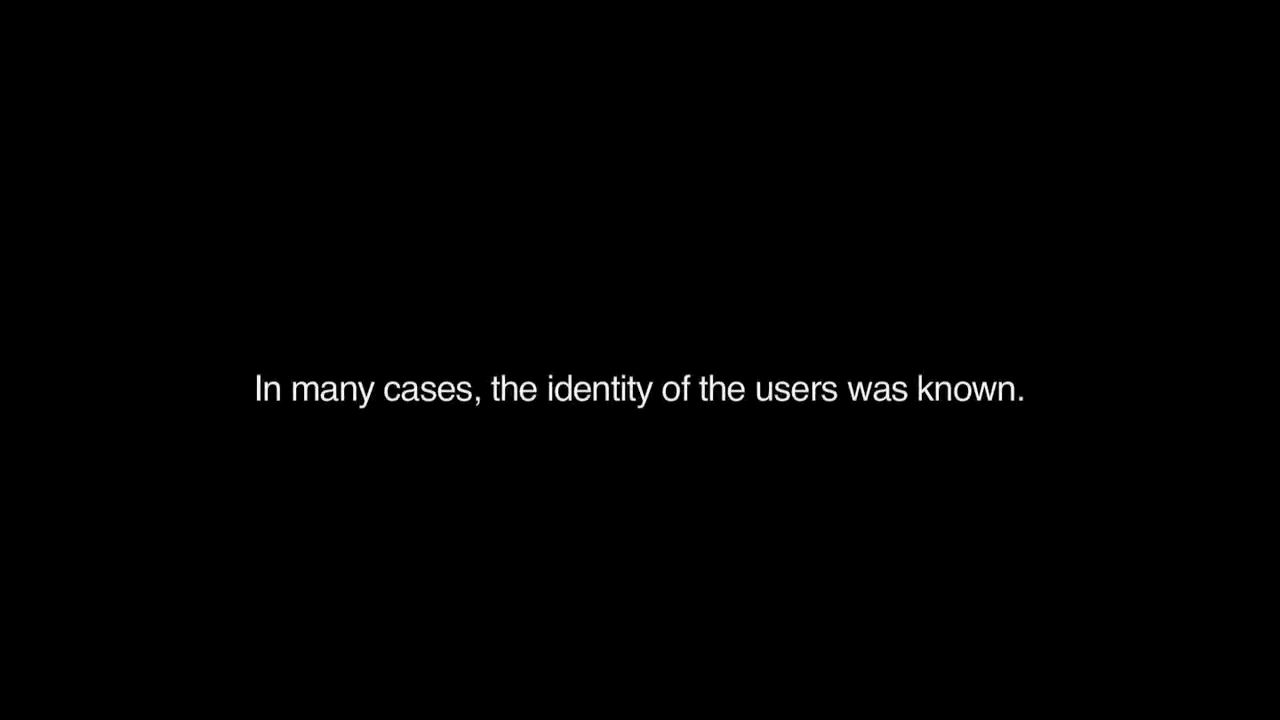 In many cases, the identity of the users was known.